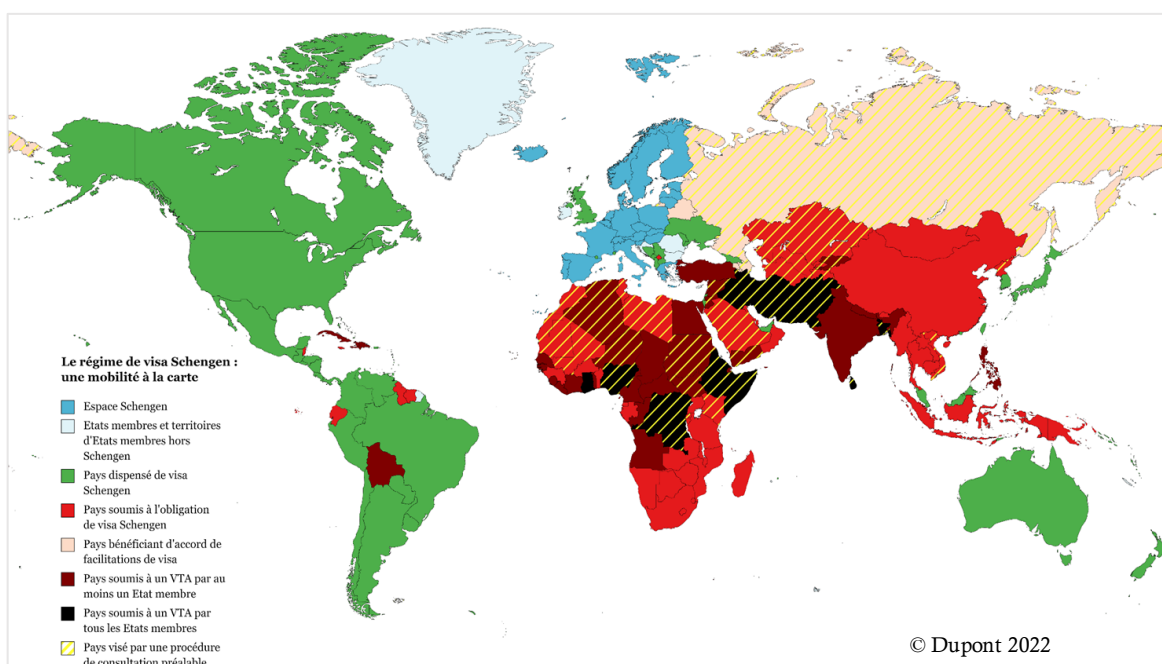 Le régime de visa Schengen :
une mobilité à la carte
Espace Schengen
Etats membres et territoires
d'Etats membres hors
Schengen
Pays dispensé de visa
Schengen
Pays soumis à l'obligation
de visa Schengen
Pays bénéficiant d'accord de
facilitations de visa
Pays soumis à un VTA par au
moins un Etat membre
Pays soumis à un VTA par
tous les Etats membres
Pays visé par une procédure
de consultation préalable
© Dupont 2022